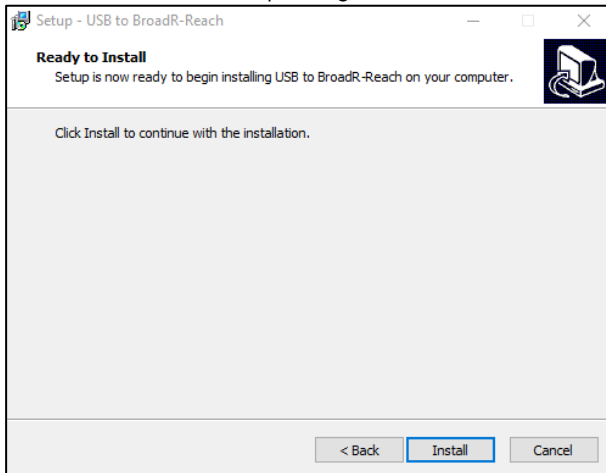 Setup - USB to BroadR-Reach
Ready to Install
Setup is now ready to begin installing USB to BroadR-Reach on your computer.
Click Install to continue with the installation.
< Back Install Cancel